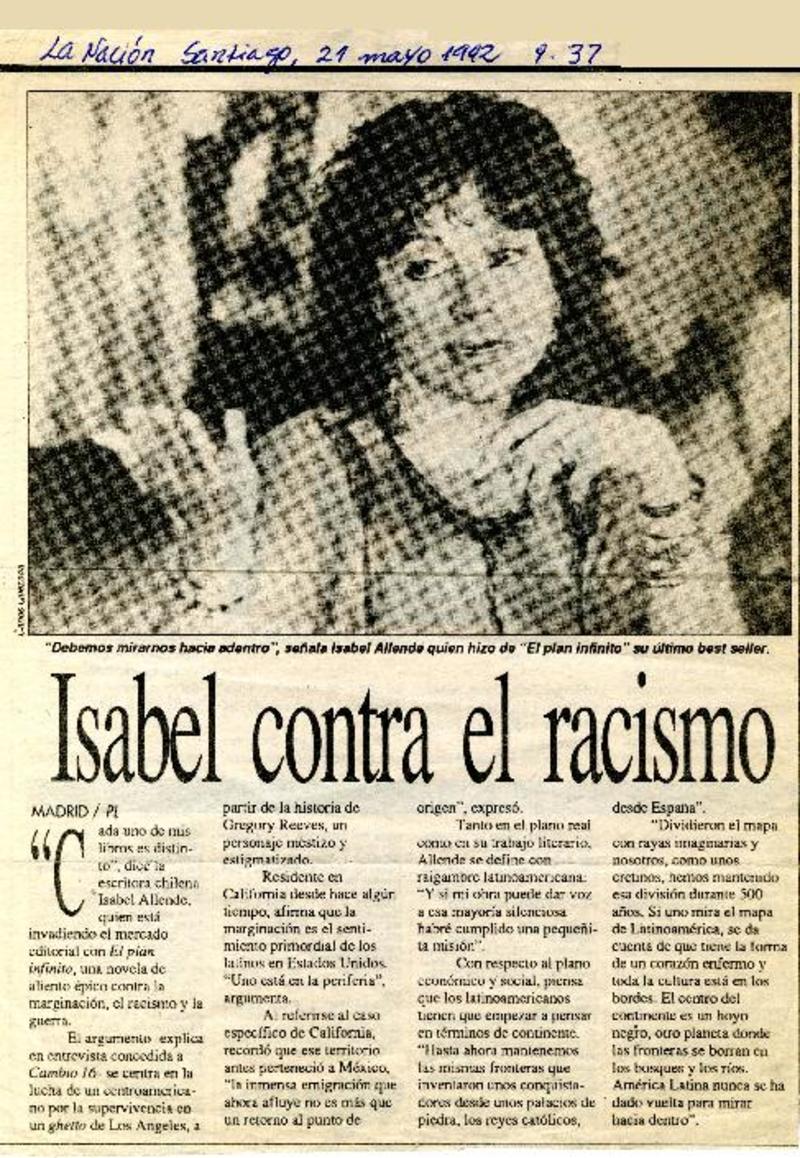 La Nación Santiago, 21 mayo 1992 p. 37
"Debemos mirarnos hacia adentro", señala Isabel Allende quien hizo de "El plan infinito" su último best seller.
Isabel contra el racismo
MADRID / PL
"Cada uno de mis
libros es distin-
to", dice la
escritora chilena
Isabel Allende,
quien está
invadiendo el mercado
editorial con El plan
infinito, una novela de
aliento épico contra la
marginación, el racismo y la
guerra.
El argumento explica
en entrevista concedida a
Cambio 16 se centra en la
lucha de un centroamerica-
no por la supervivencia en
un ghetto de Los Angeles, a
partir de la historia de
Gregory Reeves, un
personaje mestizo y
estigmatizado.
Residente en
California desde hace algún
tiempo, afirma que la
marginación es el senti-
miento primordial de los
latinos en Estados Unidos.
"Uno está en la periferia",
argumenta.
Al referirse al caso
específico de California,
recordó que ese territorio
antes perteneció a México,
"la inmensa emigración que
ahora afluye no es más que
un retorno al punto de
origen", expresó.
Tanto en el plano real
como en su trabajo literario,
Allende se define con
raigambre latinoamericana:
"Y si mi obra puede dar voz
a esa mayoría silenciosa
habré cumplido una pequeñi-
ta misión".
Con respecto al plano
económico y social, piensa
que los latinoamericanos
tienen que empezar a pensar
en términos de continente.
"Hasta ahora mantenemos
las mismas fronteras que
inventaron unos conquista-
dores desde unos palacios de
piedra, los reyes católicos,
desde España".
"Dividieron el mapa
con rayas imaginarias y
nosotros, como unos
cretinos, hemos mantenido
esa división durante 500
años. Si uno mira el mapa
de Latinoamérica, se da
cuenta de que tiene la forma
de un corazón enfermo y
toda la cultura está en los
bordes. El centro del
continente es un hoyo
negro, otro planeta donde
las fronteras se borran en
los bosques y los ríos.
América Latina nunca se ha
dado vuelta para mirar
hacia dentro".